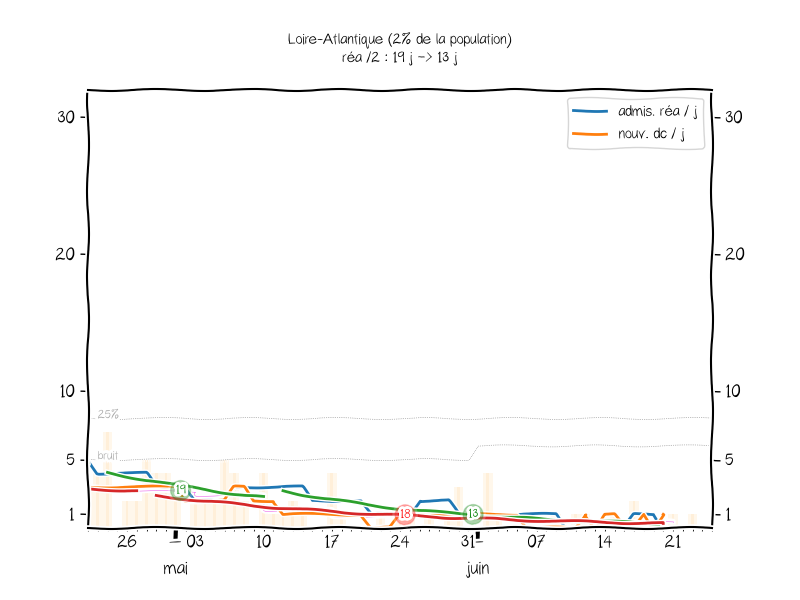 Loire-Atlantique (2% de la population)
réa /2 : 19 j -> 13 j
admis. réa / j
nouv. dc / j
30 30
20 20
10 10
25%
5 bruit 5
19
18 13
1 1
26 03 10 17 24 31 07 14 21
mai juin